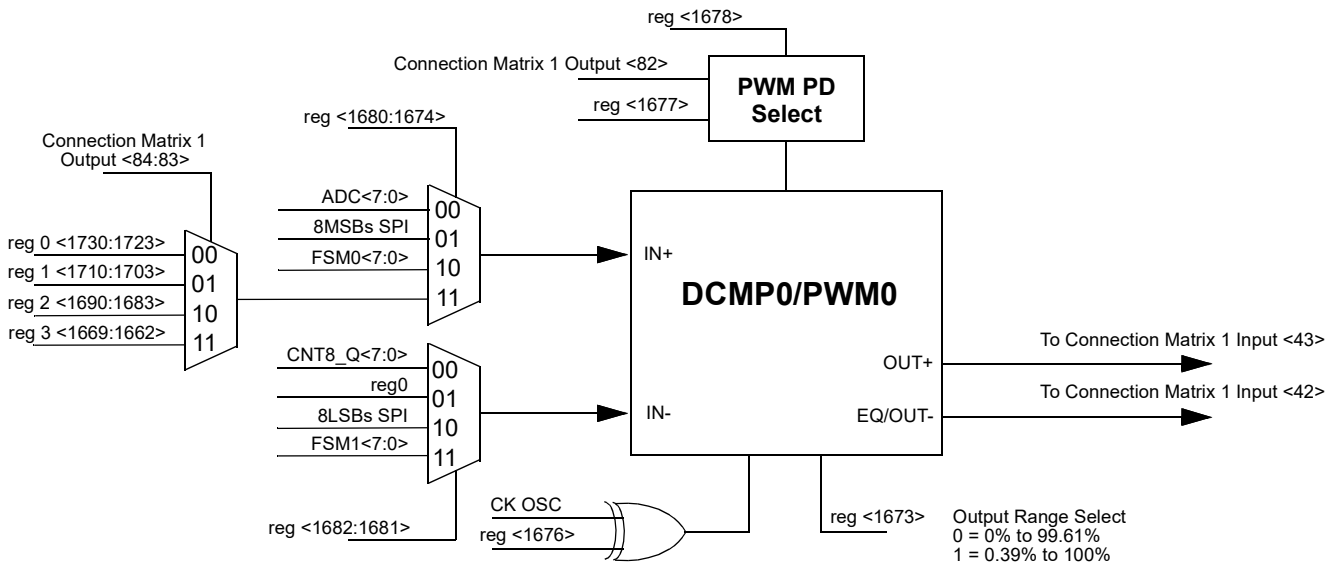 reg <1678>
Connection Matrix 1 Output <82>
reg <1677>
PWM PD
Select
reg <1680:1674>
Connection Matrix 1
Output <84:83>
ADC<7:0>
8MSBs SPI
FSM0<7:0>
00
01
10
11
reg 0 <1730:1723>
reg 1 <1710:1703>
reg 2 <1690:1683>
reg 3 <1669:1662>
00
01
10
11
IN+
DCMP0/PWM0
CNT8_Q<7:0>
reg0
8LSBs SPI
FSM1<7:0>
00
01
10
11
IN-
OUT+
EQ/OUT-
To Connection Matrix 1 Input <43>
To Connection Matrix 1 Input <42>
reg <1682:1681>
CK OSC
reg <1676>
reg <1673>
Output Range Select
0 = 0% to 99.61%
1 = 0.39% to 100%